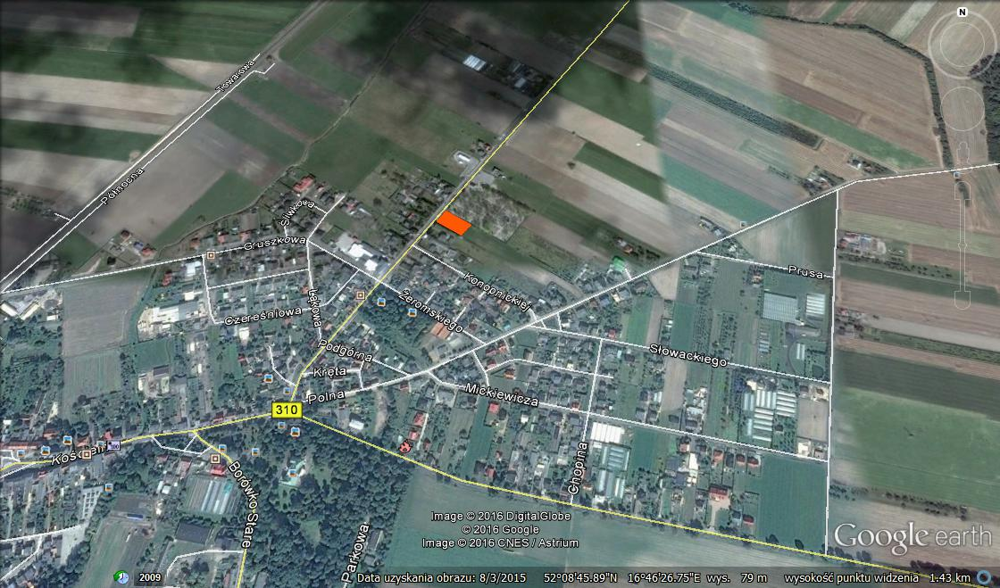 N
Towarowa
Północna
Śliwkowa
Gruszkowa
Łąkowa
Czereśniowa
Konopnickiej
Żeromskiego
Prusa
Podgórna
Kręta
Polna
Słowackiego
Mickiewicza
310
Chopina
Borówko Stare
Parkowa
Image © 2016 DigitalGlobe
© 2016 Google
Image © 2016 CNES / Astrium
Google earth
2009
Data uzyskania obrazu: 8/3/2015 52°08'45.89"N 16°46'26.75"E wys. 79 m wysokość punktu widzenia 1.43 km